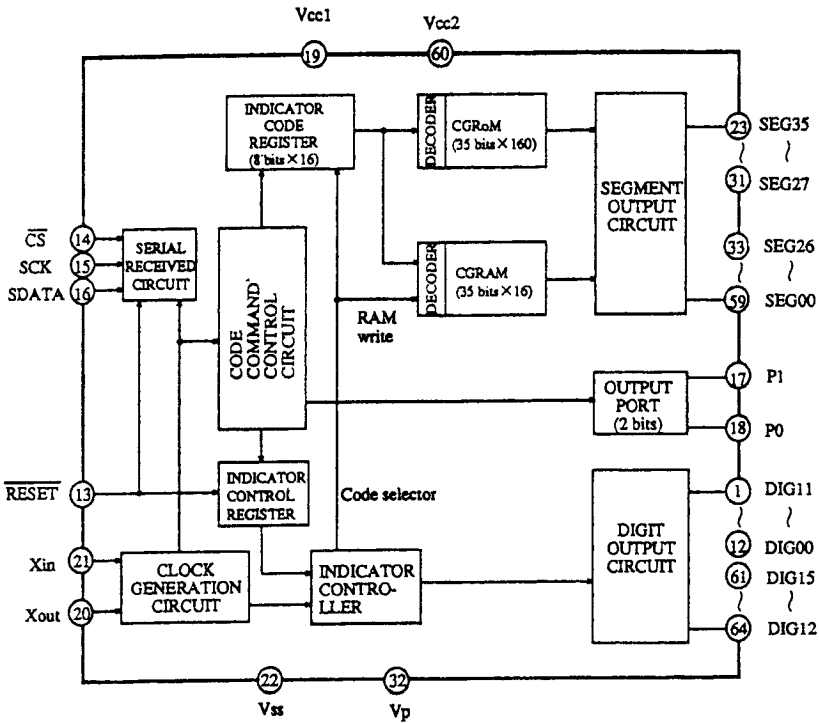 Vcc1
Vcc2
19
60
INDICATOR
CODE
REGISTER
(8 bits×16)
DECODER
CGRoM
(35 bits×160)
SEGMENT
OUTPUT
CIRCUIT
23 SEG35
31 SEG27
33 SEG26
59 SEG00
CS 14
SCK 15
SDATA 16
SERIAL
RECEIVED
CIRCUIT
CODE
COMMAND
CONTROL
CIRCUIT
DECODER
CGRAM
(35 bits×16)
RAM
write
OUTPUT
PORT
(2 bits)
17 P1
18 P0
RESET 13
INDICATOR
CONTROL
REGISTER
Code selector
DIGIT
OUTPUT
CIRCUIT
1 DIG11
12 DIG00
61 DIG15
64 DIG12
Xin 21
Xout 20
CLOCK
GENERATION
CIRCUIT
INDICATOR
CONTRO-
LLER
22
32
Vss
Vp